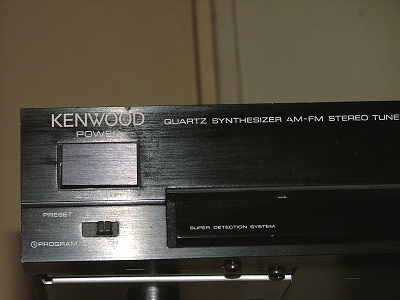 KENWOOD
QUARTZ SYNTHESIZER AM-FM STEREO TUNE
POWER
PRESET
PROGRAM
SUPER DETECTION SYSTEM